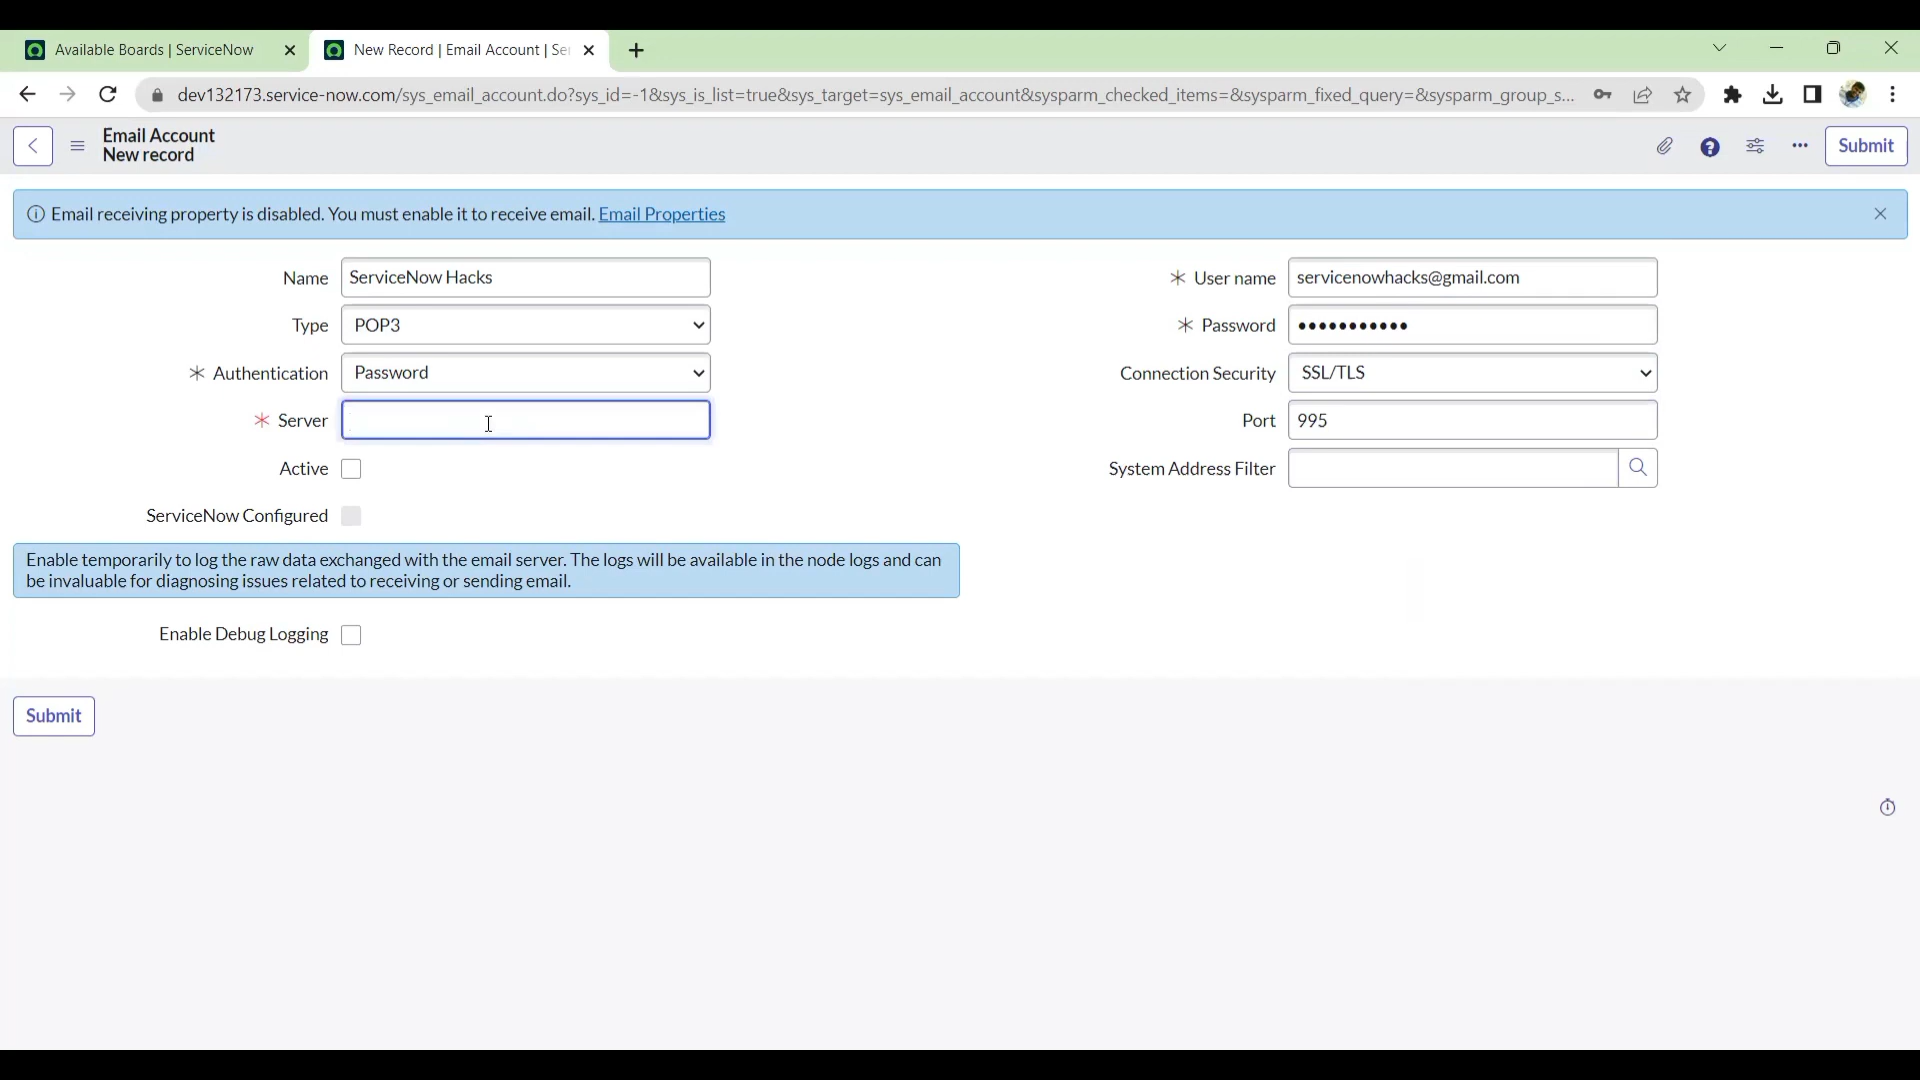 Available Boards | ServiceNow
New Record | Email Account | Se
dev132173.service-now.com/sys_email_account.do?sys_id=-1&sys_is_list=true&sys_target=sys_email_account&sysparm_checked_items=&sysparm_fixed_query=&sysparm_group_s...
Email Account
New record
Submit
Email receiving property is disabled. You must enable it to receive email. Email Properties
Name ServiceNow Hacks
User name servicenowhacks@gmail.com
Type POP3
Password •••••••••••
Authentication Password
Connection Security SSL/TLS
Server
Port 995
Active
System Address Filter
ServiceNow Configured
Enable temporarily to log the raw data exchanged with the email server. The logs will be available in the node logs and can
be invaluable for diagnosing issues related to receiving or sending email.
Enable Debug Logging
Submit